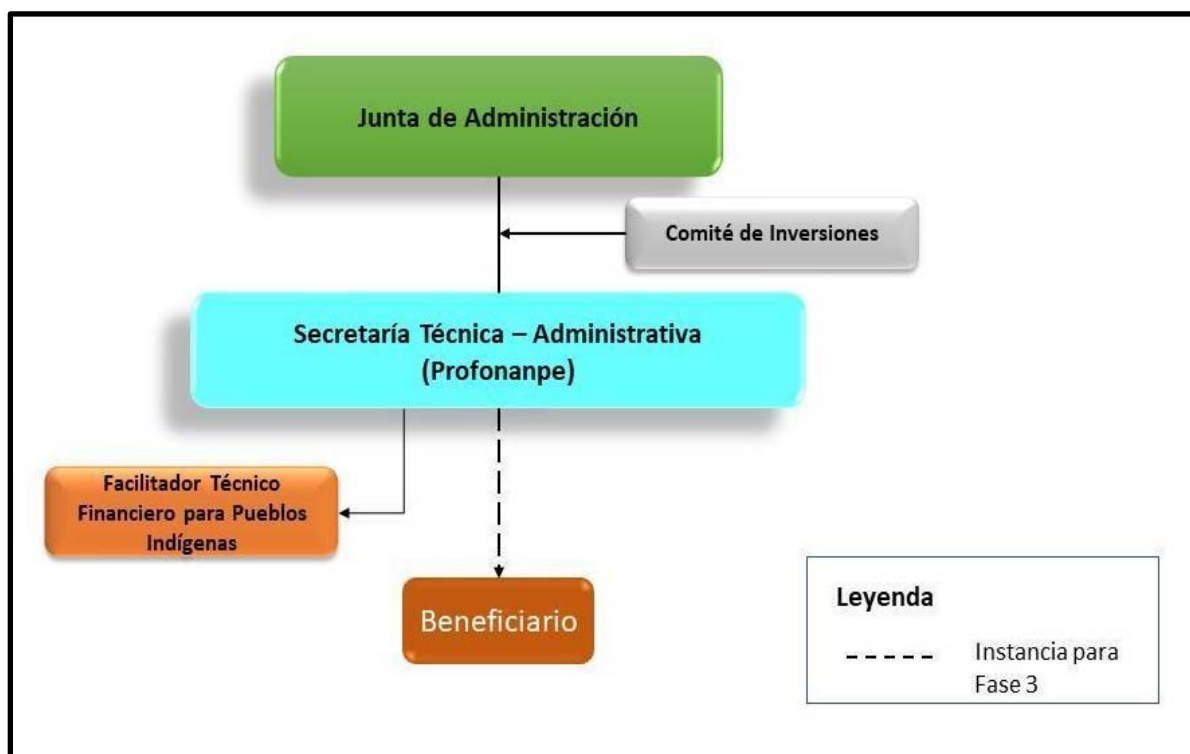 Junta de Administración
Comité de Inversiones
Secretaría Técnica – Administrativa
(Profonanpe)
Facilitador Técnico
Financiero para Pueblos
Indígenas
Beneficiario
Leyenda
Instancia para
Fase 3